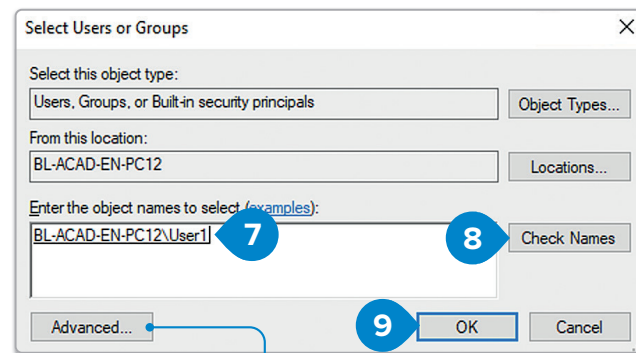 Select Users or Groups
Select this object type:
Users, Groups, or Built-in security principals
Object Types...
From this location:
BL-ACAD-EN-PC12
Locations...
Enter the object names to select (examples):
BL-ACAD-EN-PC12\User1
7
8
Check Names
Advanced...
9
OK
Cancel